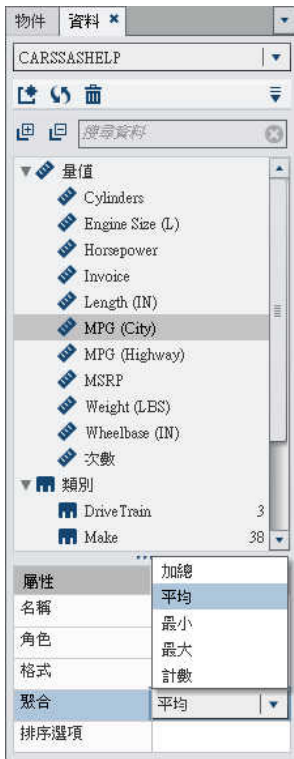 物件 資料
CARSSASHELP
搜尋資料
量值
Cylinders
Engine Size (L)
Horsepower
Invoice
Length (IN)
MPG (City)
MPG (Highway)
MSRP
Weight (LBS)
Wheelbase (IN)
次數
類別
DriveTrain 3
Make 38
屬性
名稱
角色
格式
聚合 平均
排序選項
加總
平均
最小
最大
計數